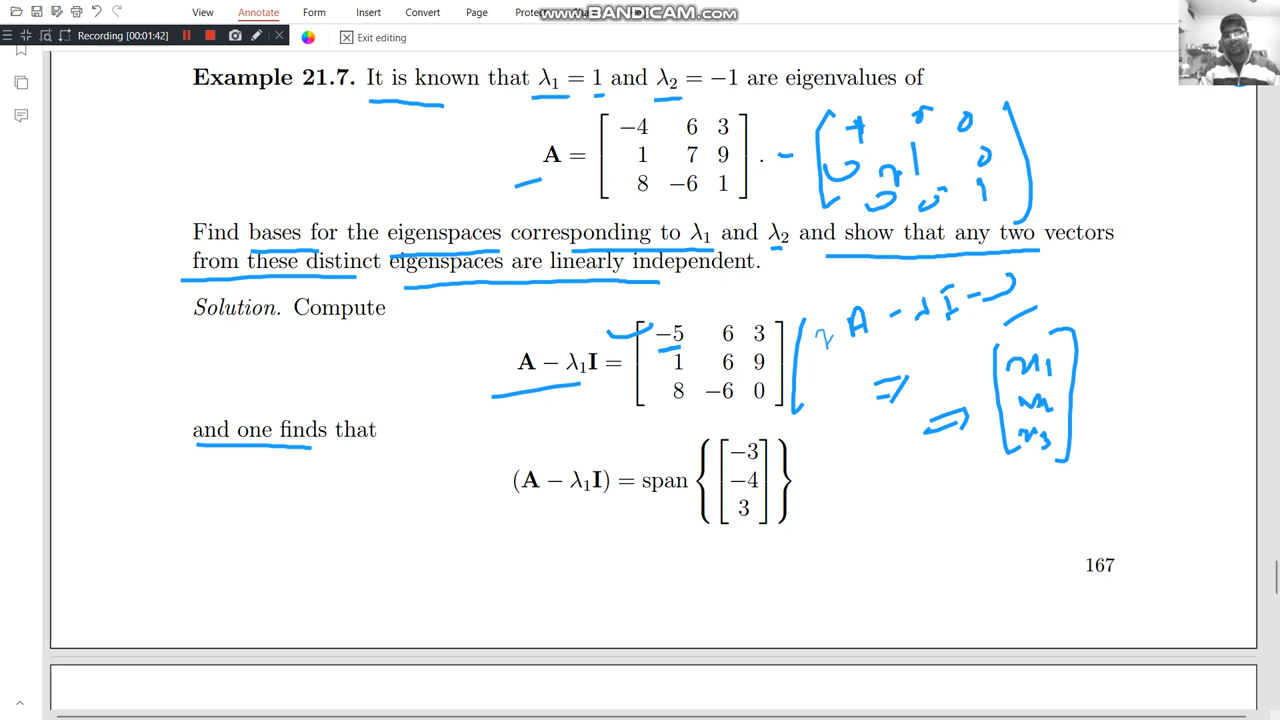 File Annotate Form Insert Convert Page
www.BANDICAM.com
Recording [00:01:42]
Exit editing
Example 21.7. It is known that λ₁ = 1 and λ₂ = −1 are eigenvalues of
A = [ −4 6 3
1 7 9
8 −6 1 ] .
Find bases for the eigenspaces corresponding to λ₁ and λ₂ and show that any two vectors
from these distinct eigenspaces are linearly independent.
Solution. Compute
A − λ₁I = [ −5 6 3
1 6 9
8 −6 0 ]
A − λI =
and one finds that
(A − λ₁I) = span { [ −3
−4
3 ] }
167